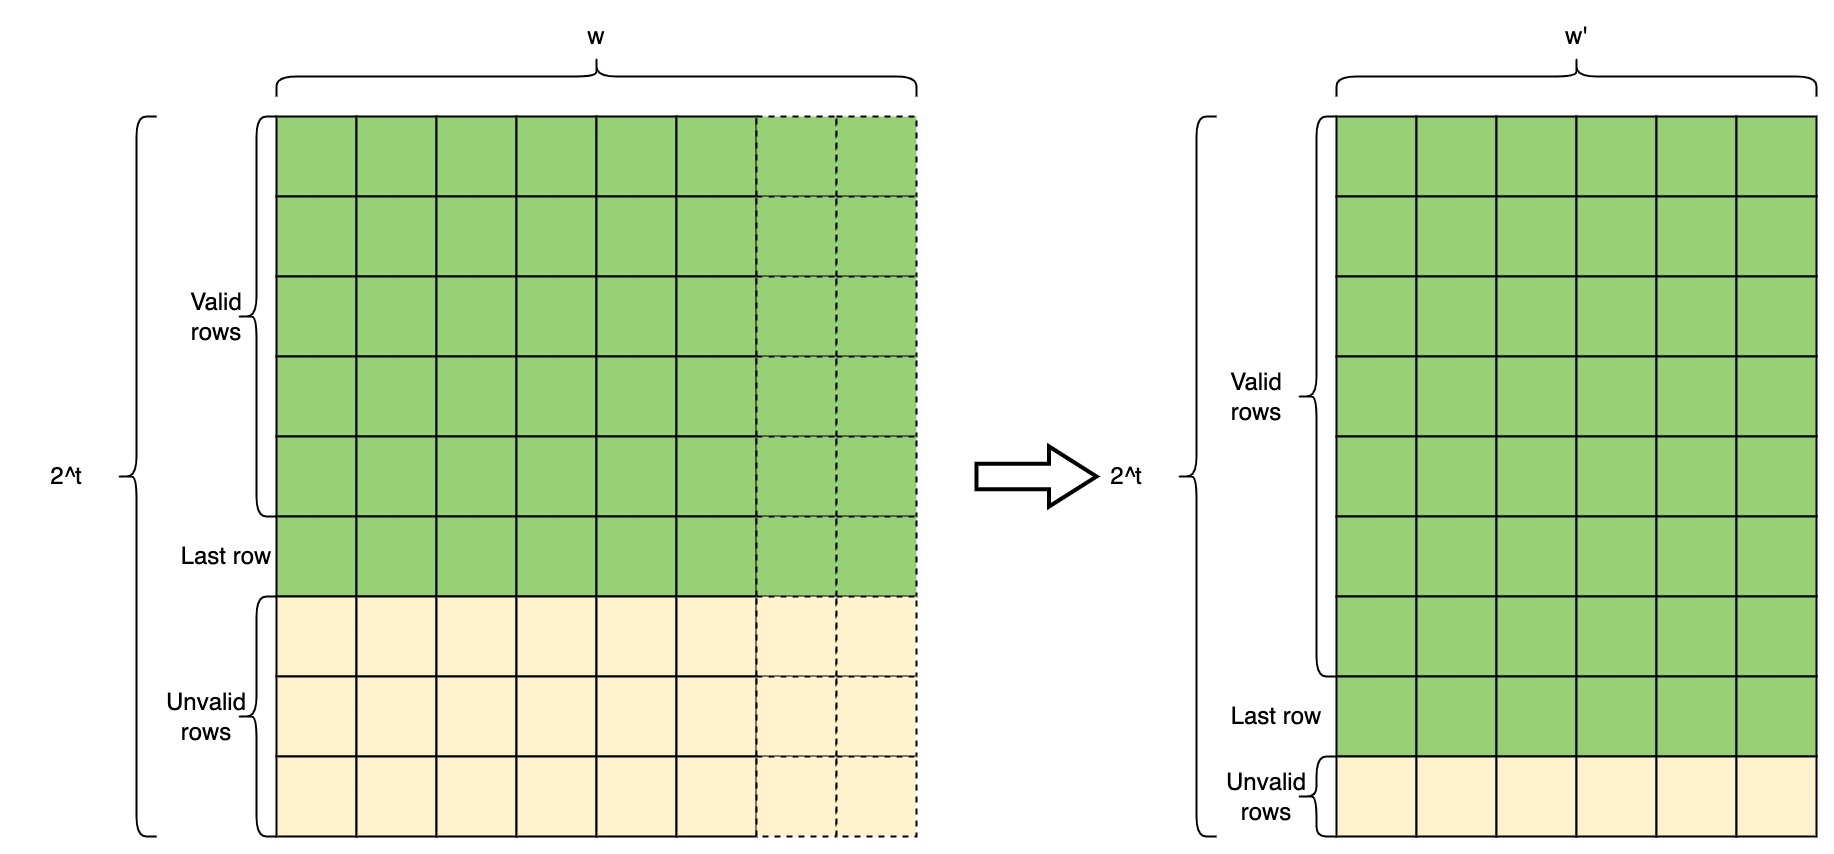 w
Valid
rows
2^t
Last row
Unvalid
rows
w'
Valid
rows
2^t
Last row
Unvalid
rows